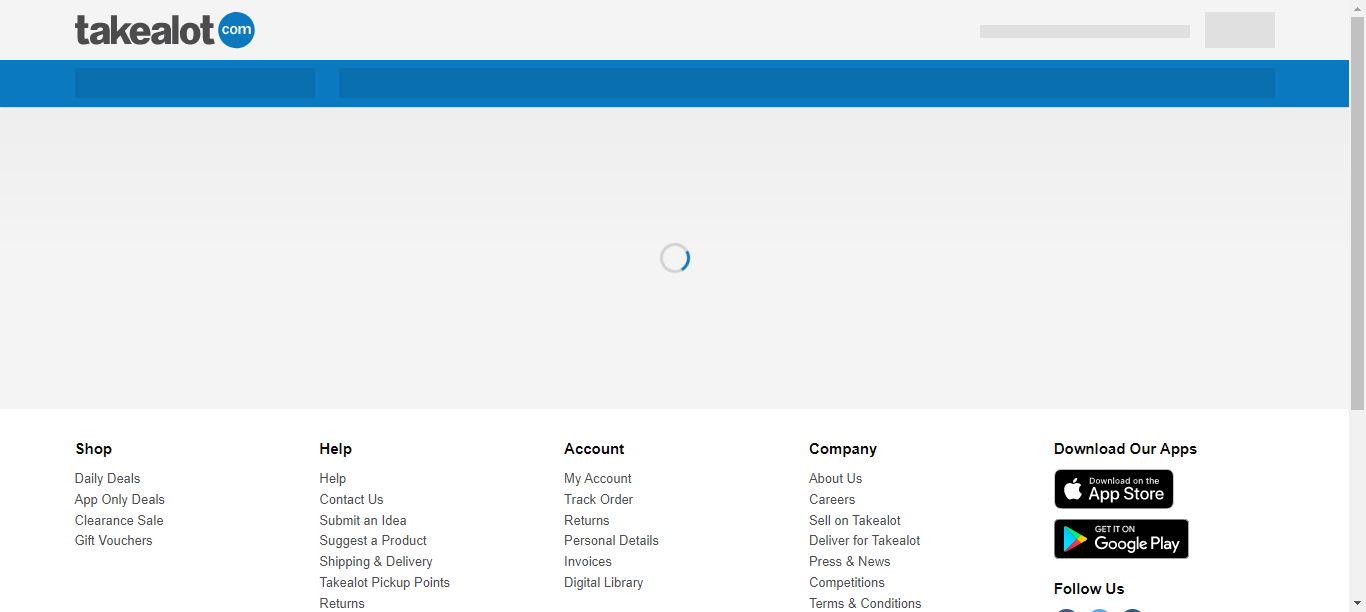 takealot com
Shop
Daily Deals
App Only Deals
Clearance Sale
Gift Vouchers
Help
Help
Contact Us
Submit an Idea
Suggest a Product
Shipping & Delivery
Takealot Pickup Points
Returns
Account
My Account
Track Order
Returns
Personal Details
Invoices
Digital Library
Company
About Us
Careers
Sell on Takealot
Deliver for Takealot
Press & News
Competitions
Terms & Conditions
Download Our Apps
Download on the
App Store
GET IT ON
Google Play
Follow Us